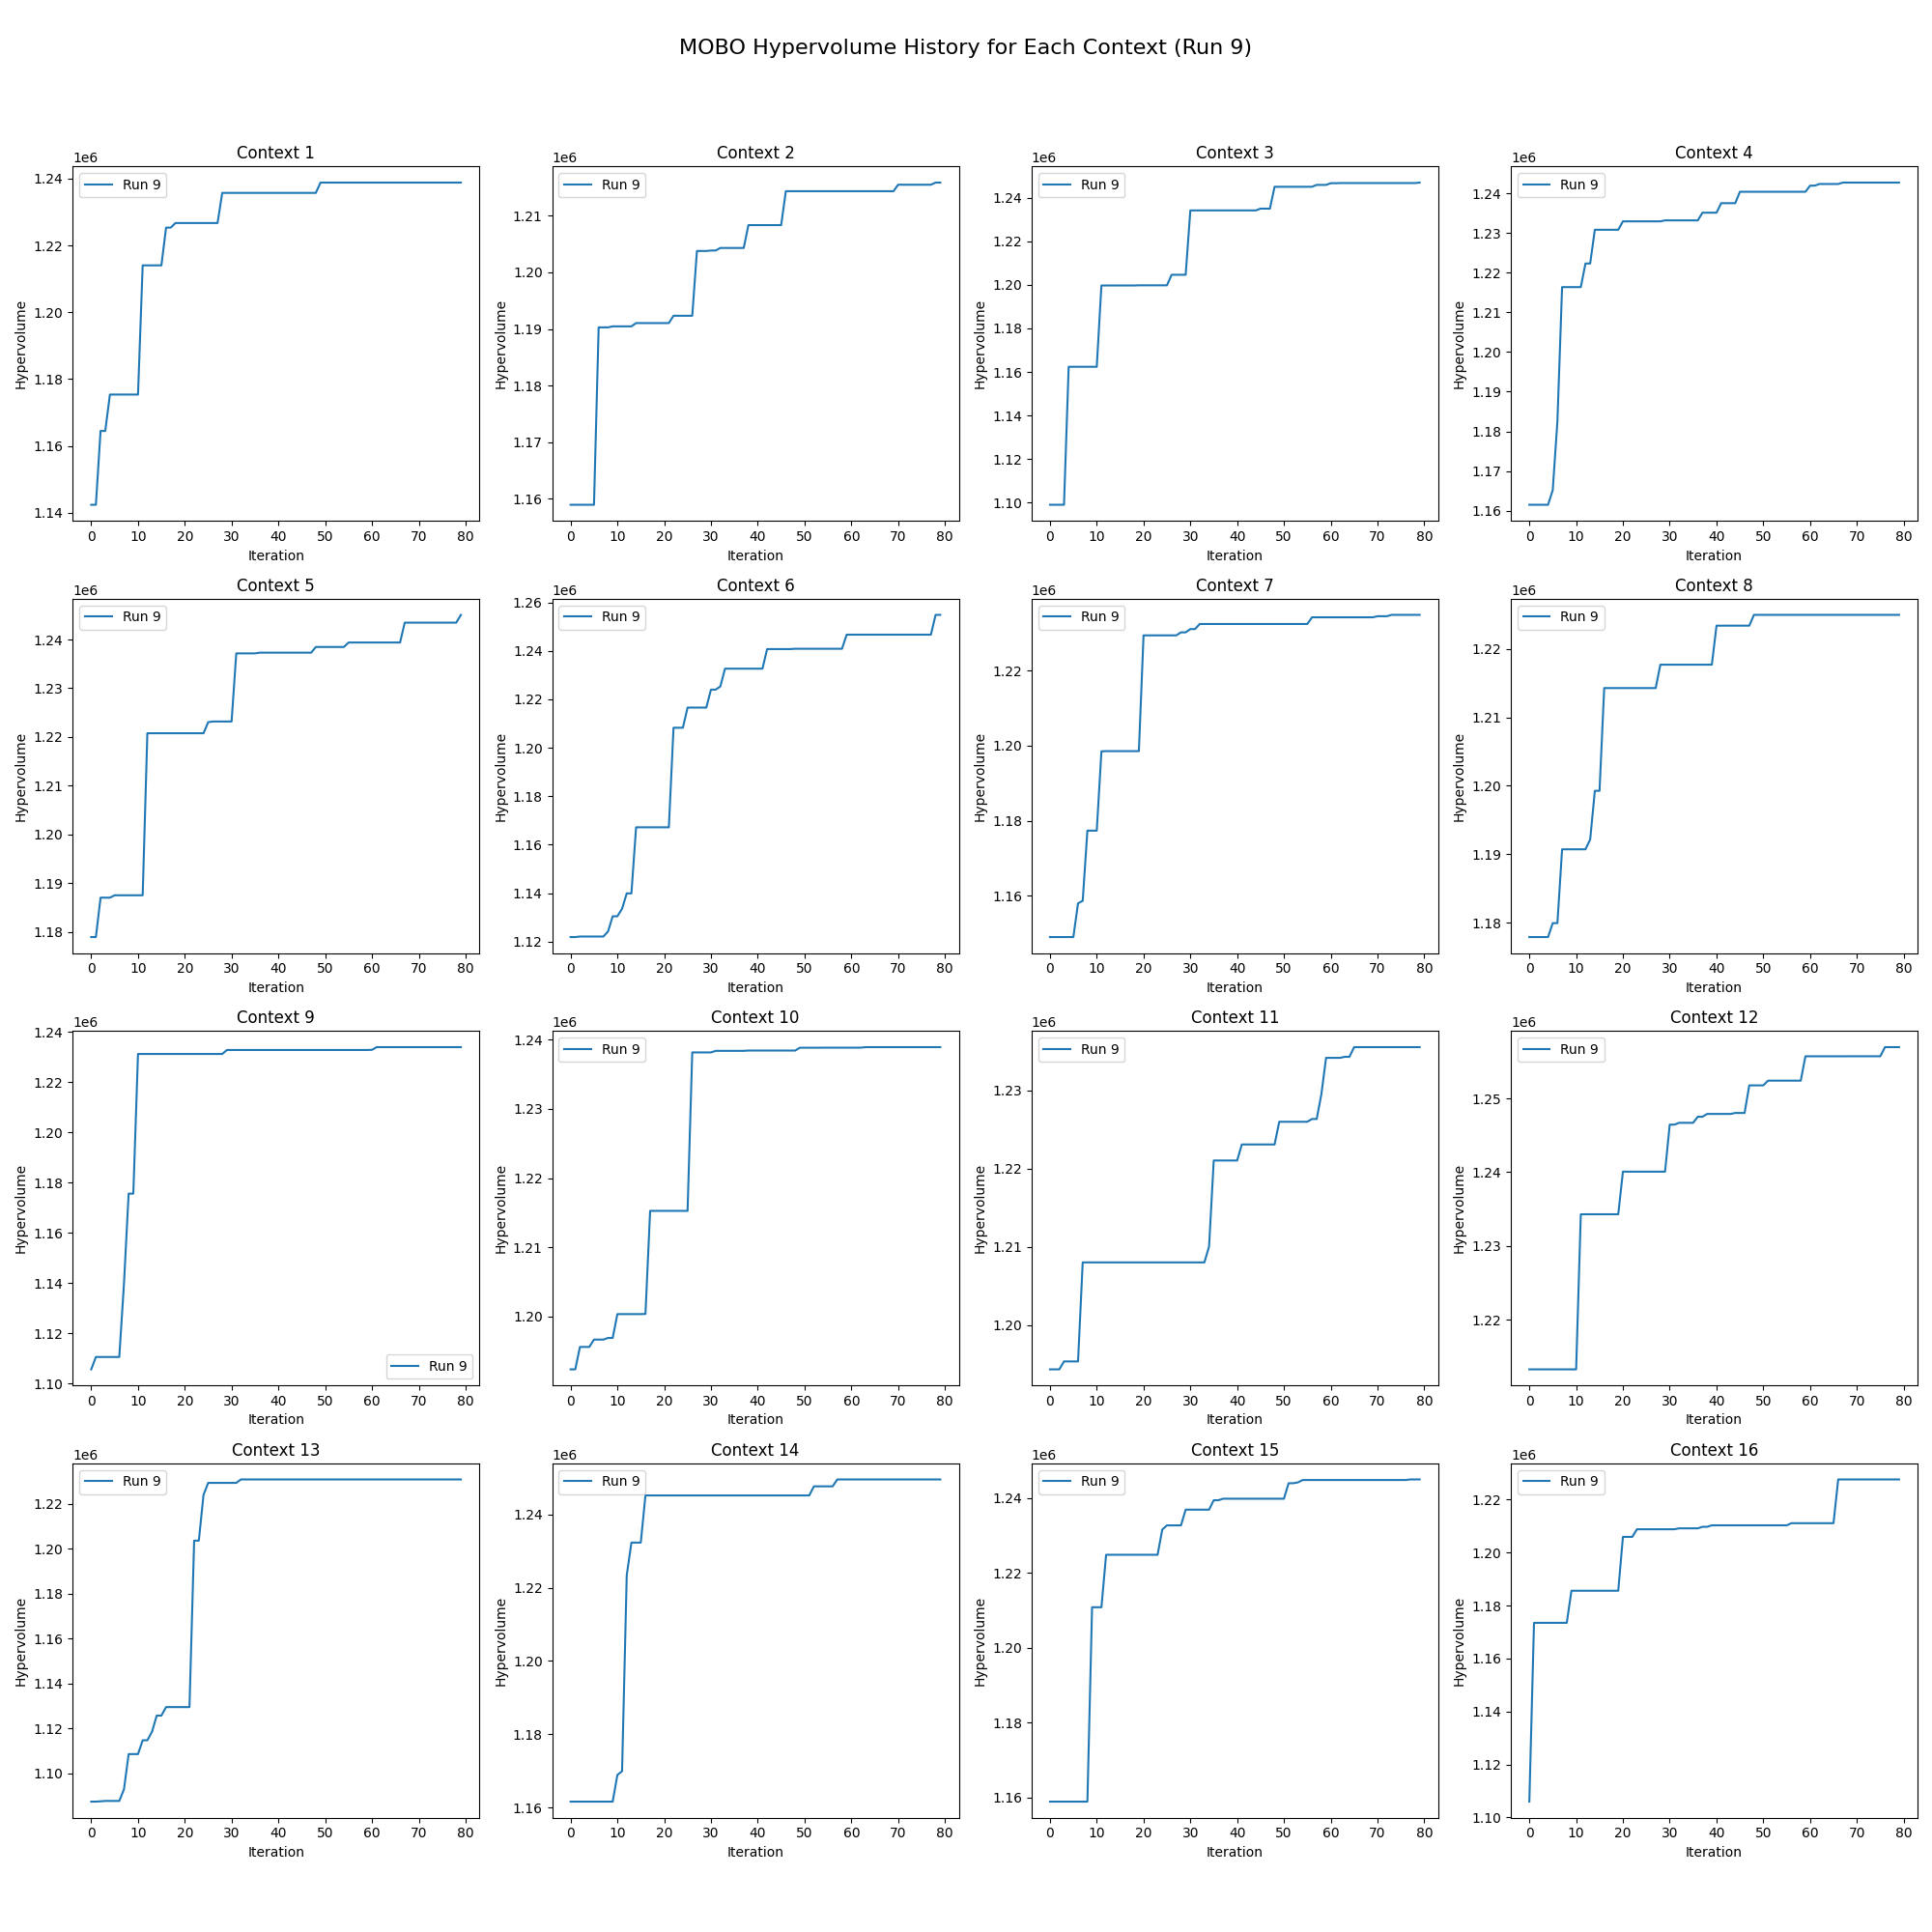 MOBO Hypervolume History for Each Context (Run 9)
Context 1
1e6
Run 9
Hypervolume
1.24
1.22
1.20
1.18
1.16
1.14
0 10 20 30 40 50 60 70 80
Iteration
Context 2
1e6
Run 9
Hypervolume
1.21
1.20
1.19
1.18
1.17
1.16
0 10 20 30 40 50 60 70 80
Iteration
Context 3
1e6
Run 9
Hypervolume
1.24
1.22
1.20
1.18
1.16
1.14
1.12
1.10
0 10 20 30 40 50 60 70 80
Iteration
Context 4
1e6
Run 9
Hypervolume
1.24
1.23
1.22
1.21
1.20
1.19
1.18
1.17
1.16
0 10 20 30 40 50 60 70 80
Iteration
Context 5
1e6
Run 9
Hypervolume
1.24
1.23
1.22
1.21
1.20
1.19
1.18
0 10 20 30 40 50 60 70 80
Iteration
Context 6
1e6
Run 9
Hypervolume
1.26
1.24
1.22
1.20
1.18
1.16
1.14
1.12
0 10 20 30 40 50 60 70 80
Iteration
Context 7
1e6
Run 9
Hypervolume
1.22
1.20
1.18
1.16
0 10 20 30 40 50 60 70 80
Iteration
Context 8
1e6
Run 9
Hypervolume
1.22
1.21
1.20
1.19
1.18
0 10 20 30 40 50 60 70 80
Iteration
Context 9
1e6
Run 9
Hypervolume
1.24
1.22
1.20
1.18
1.16
1.14
1.12
1.10
0 10 20 30 40 50 60 70 80
Iteration
Context 10
1e6
Run 9
Hypervolume
1.24
1.23
1.22
1.21
1.20
0 10 20 30 40 50 60 70 80
Iteration
Context 11
1e6
Run 9
Hypervolume
1.23
1.22
1.21
1.20
0 10 20 30 40 50 60 70 80
Iteration
Context 12
1e6
Run 9
Hypervolume
1.25
1.24
1.23
1.22
0 10 20 30 40 50 60 70 80
Iteration
Context 13
1e6
Run 9
Hypervolume
1.22
1.20
1.18
1.16
1.14
1.12
1.10
0 10 20 30 40 50 60 70 80
Iteration
Context 14
1e6
Run 9
Hypervolume
1.24
1.22
1.20
1.18
1.16
0 10 20 30 40 50 60 70 80
Iteration
Context 15
1e6
Run 9
Hypervolume
1.24
1.22
1.20
1.18
1.16
0 10 20 30 40 50 60 70 80
Iteration
Context 16
1e6
Run 9
Hypervolume
1.22
1.20
1.18
1.16
1.14
1.12
1.10
0 10 20 30 40 50 60 70 80
Iteration